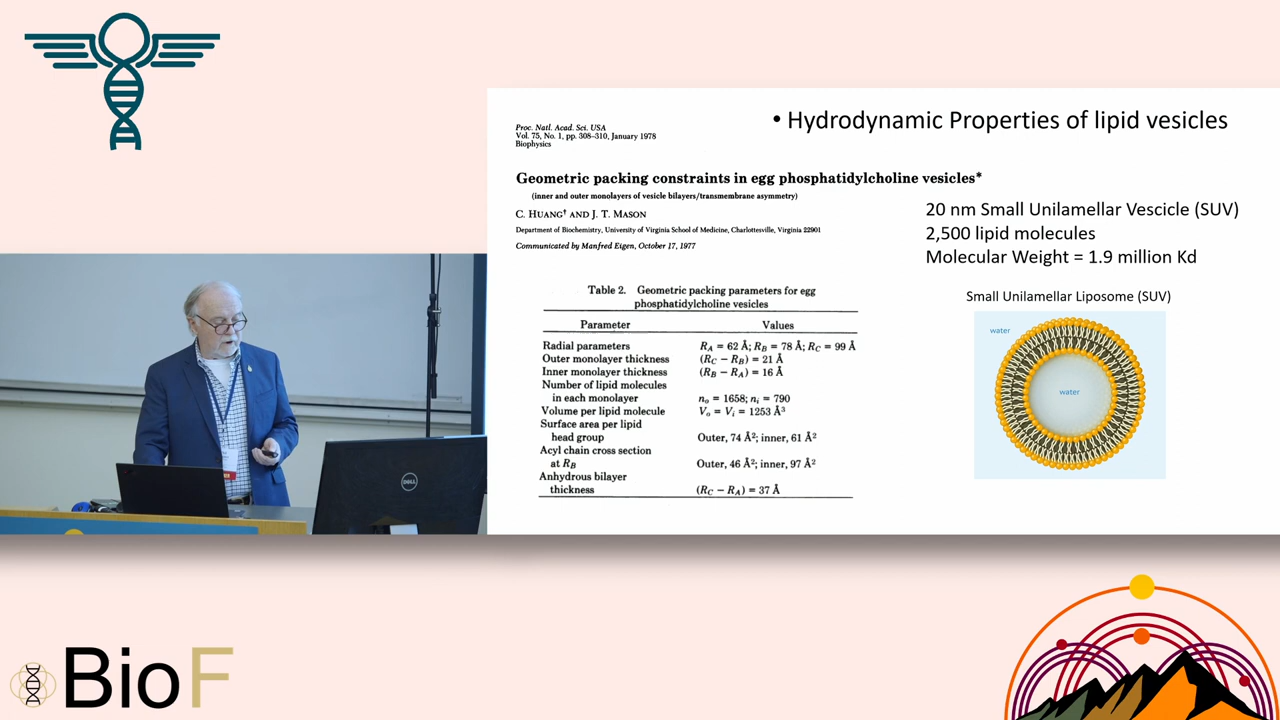 • Hydrodynamic Properties of lipid vesicles
Proc. Natl. Acad. Sci. USA
Vol. 75, No. 1, pp. 308–310, January 1978
Biophysics
Geometric packing constraints in egg phosphatidylcholine vesicles*
(inner and outer monolayers of vesicle bilayers/transmembrane asymmetry)
C. HUANG† AND J. T. MASON
Department of Biochemistry, University of Virginia School of Medicine, Charlottesville, Virginia 22901
Communicated by Manfred Eigen, October 17, 1977
20 nm Small Unilamellar Vescicle (SUV)
2,500 lipid molecules
Molecular Weight = 1.9 million Kd
Table 2. Geometric packing parameters for egg
phosphatidylcholine vesicles
Parameter Values
Radial parameters R_A = 62 Å; R_B = 78 Å; R_C = 99 Å
Outer monolayer thickness (R_C − R_B) = 21 Å
Inner monolayer thickness (R_B − R_A) = 16 Å
Number of lipid molecules
in each monolayer n_o = 1658; n_i = 790
Volume per lipid molecule V_o = V_i = 1253 Å³
Surface area per lipid
head group Outer, 74 Å²; inner, 61 Å²
Acyl chain cross section
at R_B Outer, 46 Å²; inner, 97 Å²
Anhydrous bilayer
thickness (R_C − R_A) = 37 Å
Small Unilamellar Liposome (SUV)
water
water
DELL
BioF